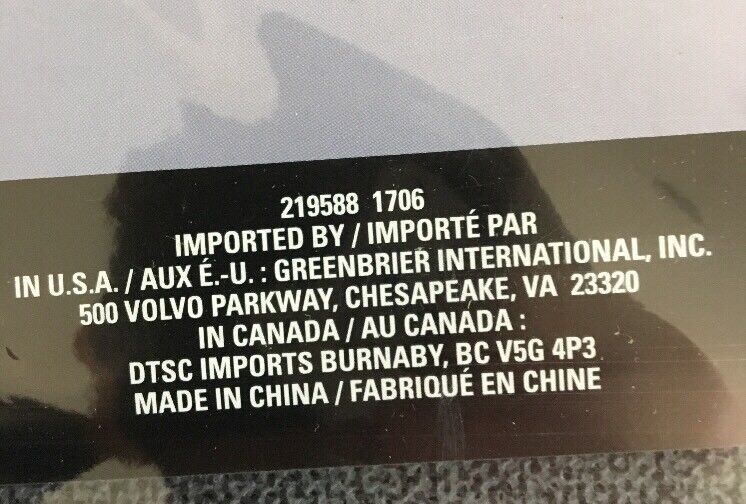 219588 1706
IMPORTED BY / IMPORTÉ PAR
IN U.S.A. / AUX É.-U. : GREENBRIER INTERNATIONAL, INC.
500 VOLVO PARKWAY, CHESAPEAKE, VA 23320
IN CANADA / AU CANADA :
DTSC IMPORTS BURNABY, BC V5G 4P3
MADE IN CHINA / FABRIQUÉ EN CHINE